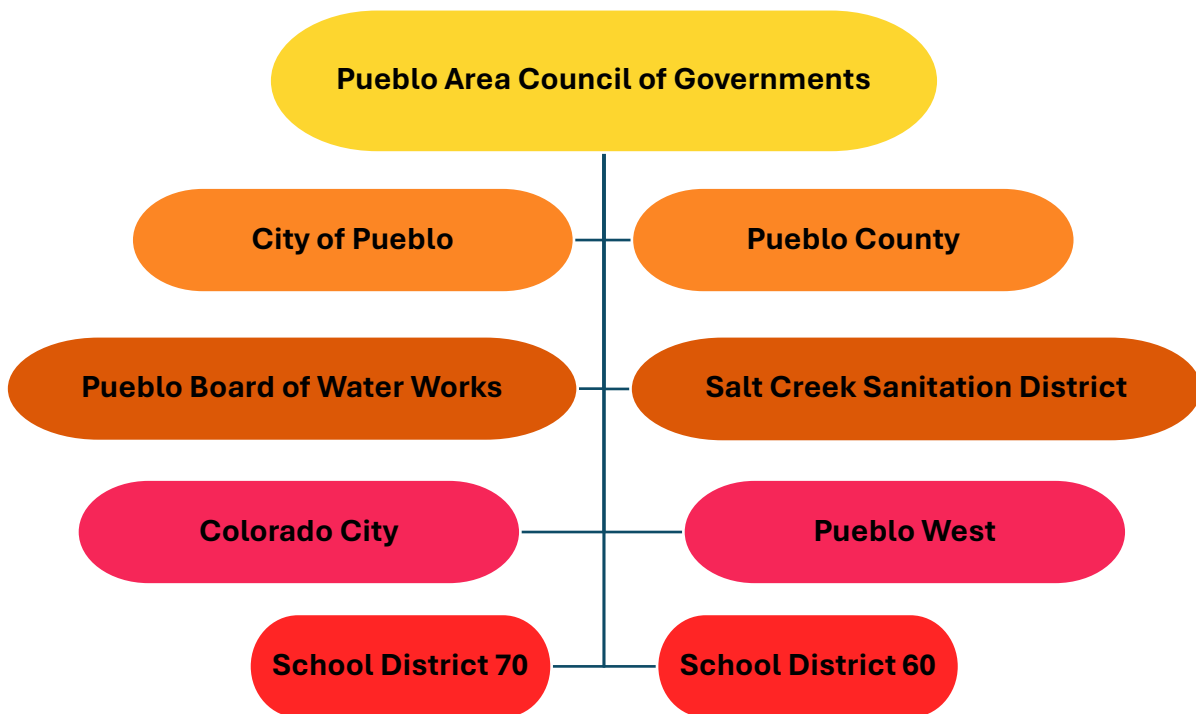 Pueblo Area Council of Governments
City of Pueblo
Pueblo County
Pueblo Board of Water Works
Salt Creek Sanitation District
Colorado City
Pueblo West
School District 70
School District 60